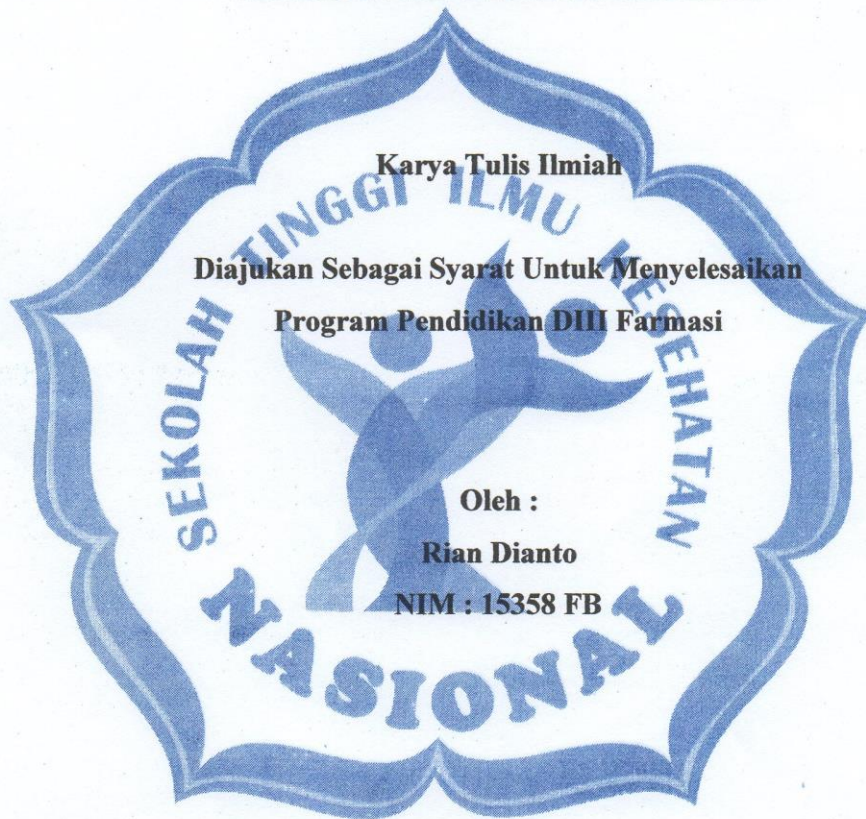 Karya Tulis Ilmiah
SEKOLAH TINGGI ILMU KESEHATAN
Diajukan Sebagai Syarat Untuk Menyelesaikan
Program Pendidikan DIII Farmasi
Oleh :
Rian Dianto
NIM : 15358 FB
NASIONAL